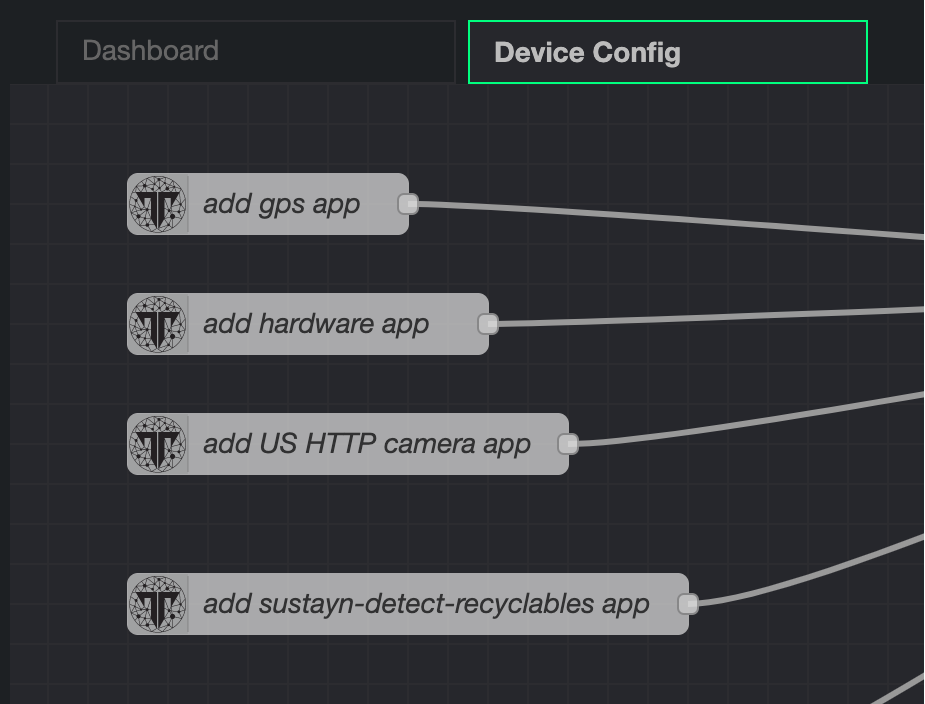 Dashboard
Device Config
add gps app
add hardware app
add US HTTP camera app
add sustayn-detect-recyclables app